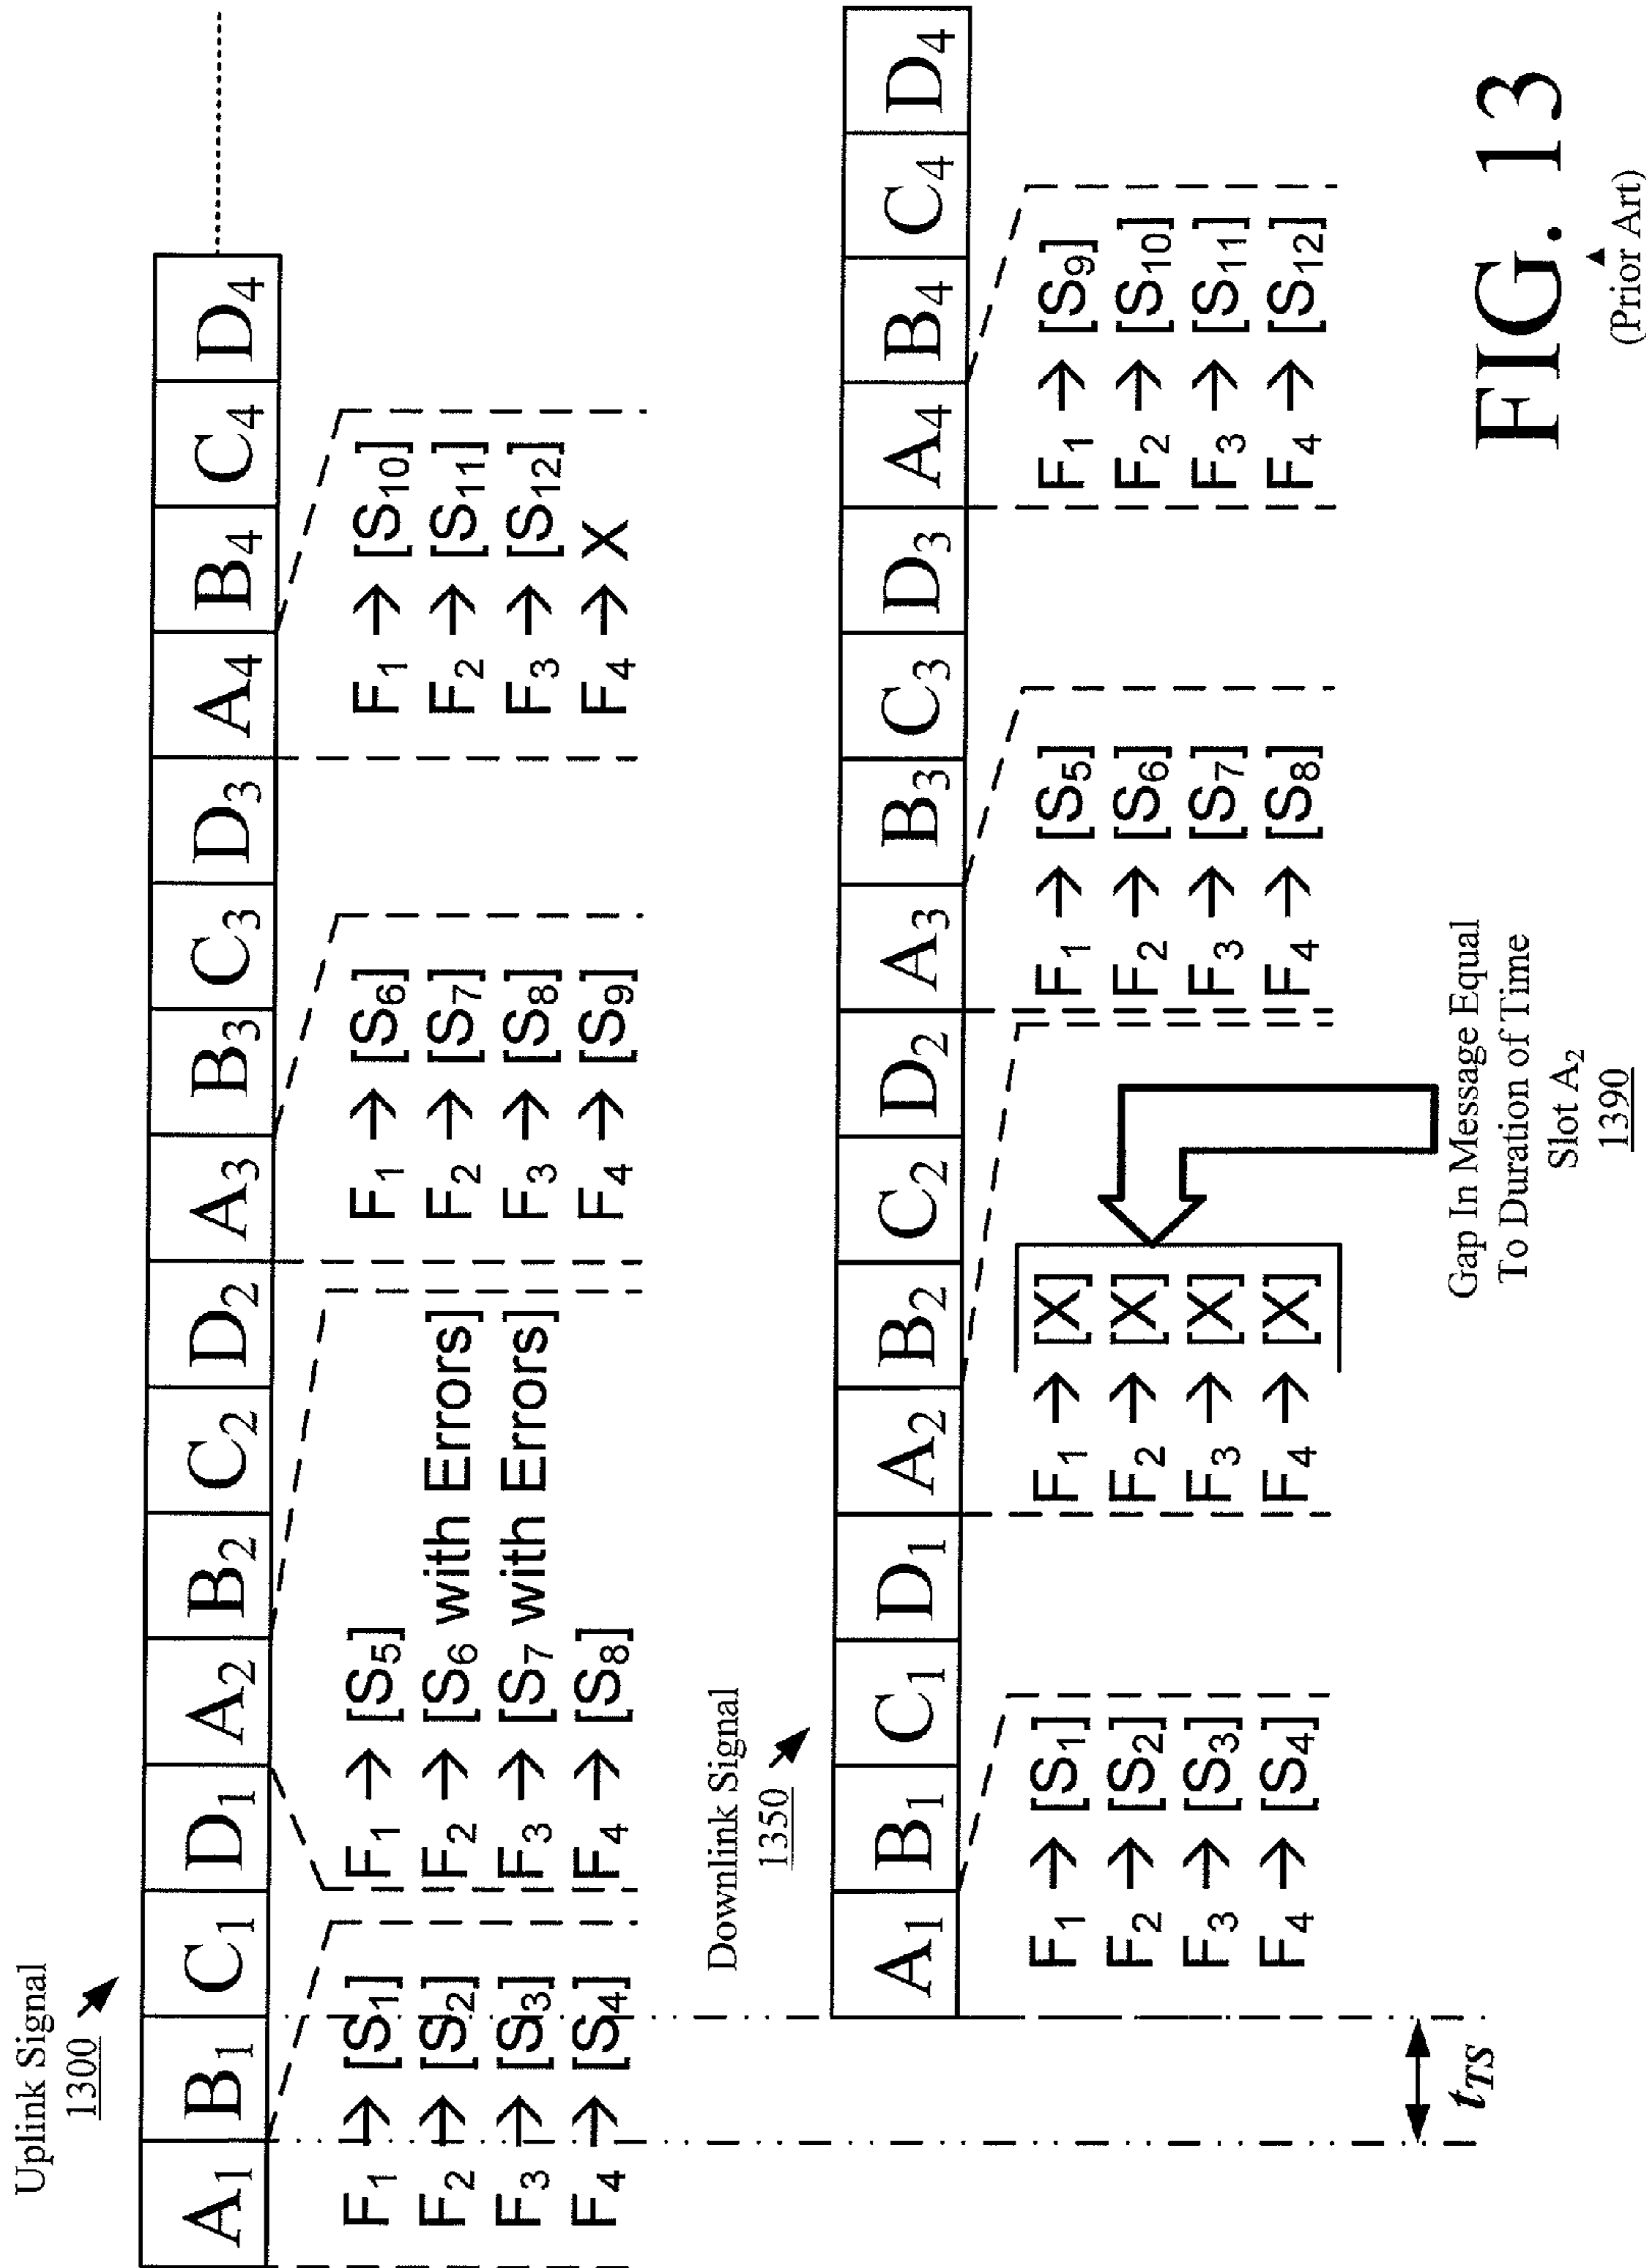 Uplink Signal
1300
A1 B1 C1 D1 A2 B2 C2 D2 A3 B3 C3 D3 A4 B4 C4 D4
F1 → [S1]
F2 → [S2]
F3 → [S3]
F4 → [S4]
F1 → [S5]
F2 → [S6 with Errors]
F3 → [S7 with Errors]
F4 → [S8]
F1 → [S6]
F2 → [S7]
F3 → [S8]
F4 → [S9]
F1 → [S10]
F2 → [S11]
F3 → [S12]
F4 → X
Downlink Signal
1350
A1 B1 C1 D1 A2 B2 C2 D2 A3 B3 C3 D3 A4 B4 C4 D4
F1 → [S1]
F2 → [S2]
F3 → [S3]
F4 → [S4]
F1 → [X]
F2 → [X]
F3 → [X]
F4 → [X]
F1 → [S5]
F2 → [S6]
F3 → [S7]
F4 → [S8]
F1 → [S9]
F2 → [S10]
F3 → [S11]
F4 → [S12]
tTS
Gap In Message Equal
To Duration of Time
Slot A2
1390
FIG. 13
(Prior Art)